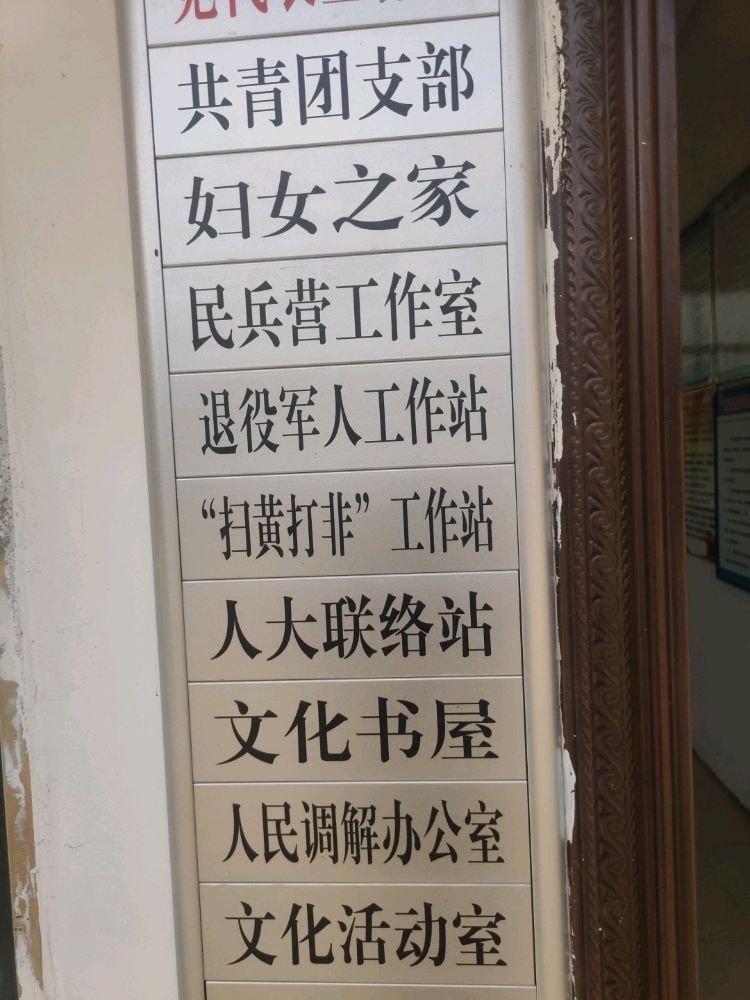 共青团支部
妇女之家
民兵营工作室
退役军人工作站
“扫黄打非”工作站
人大联络站
文化书屋
人民调解办公室
文化活动室